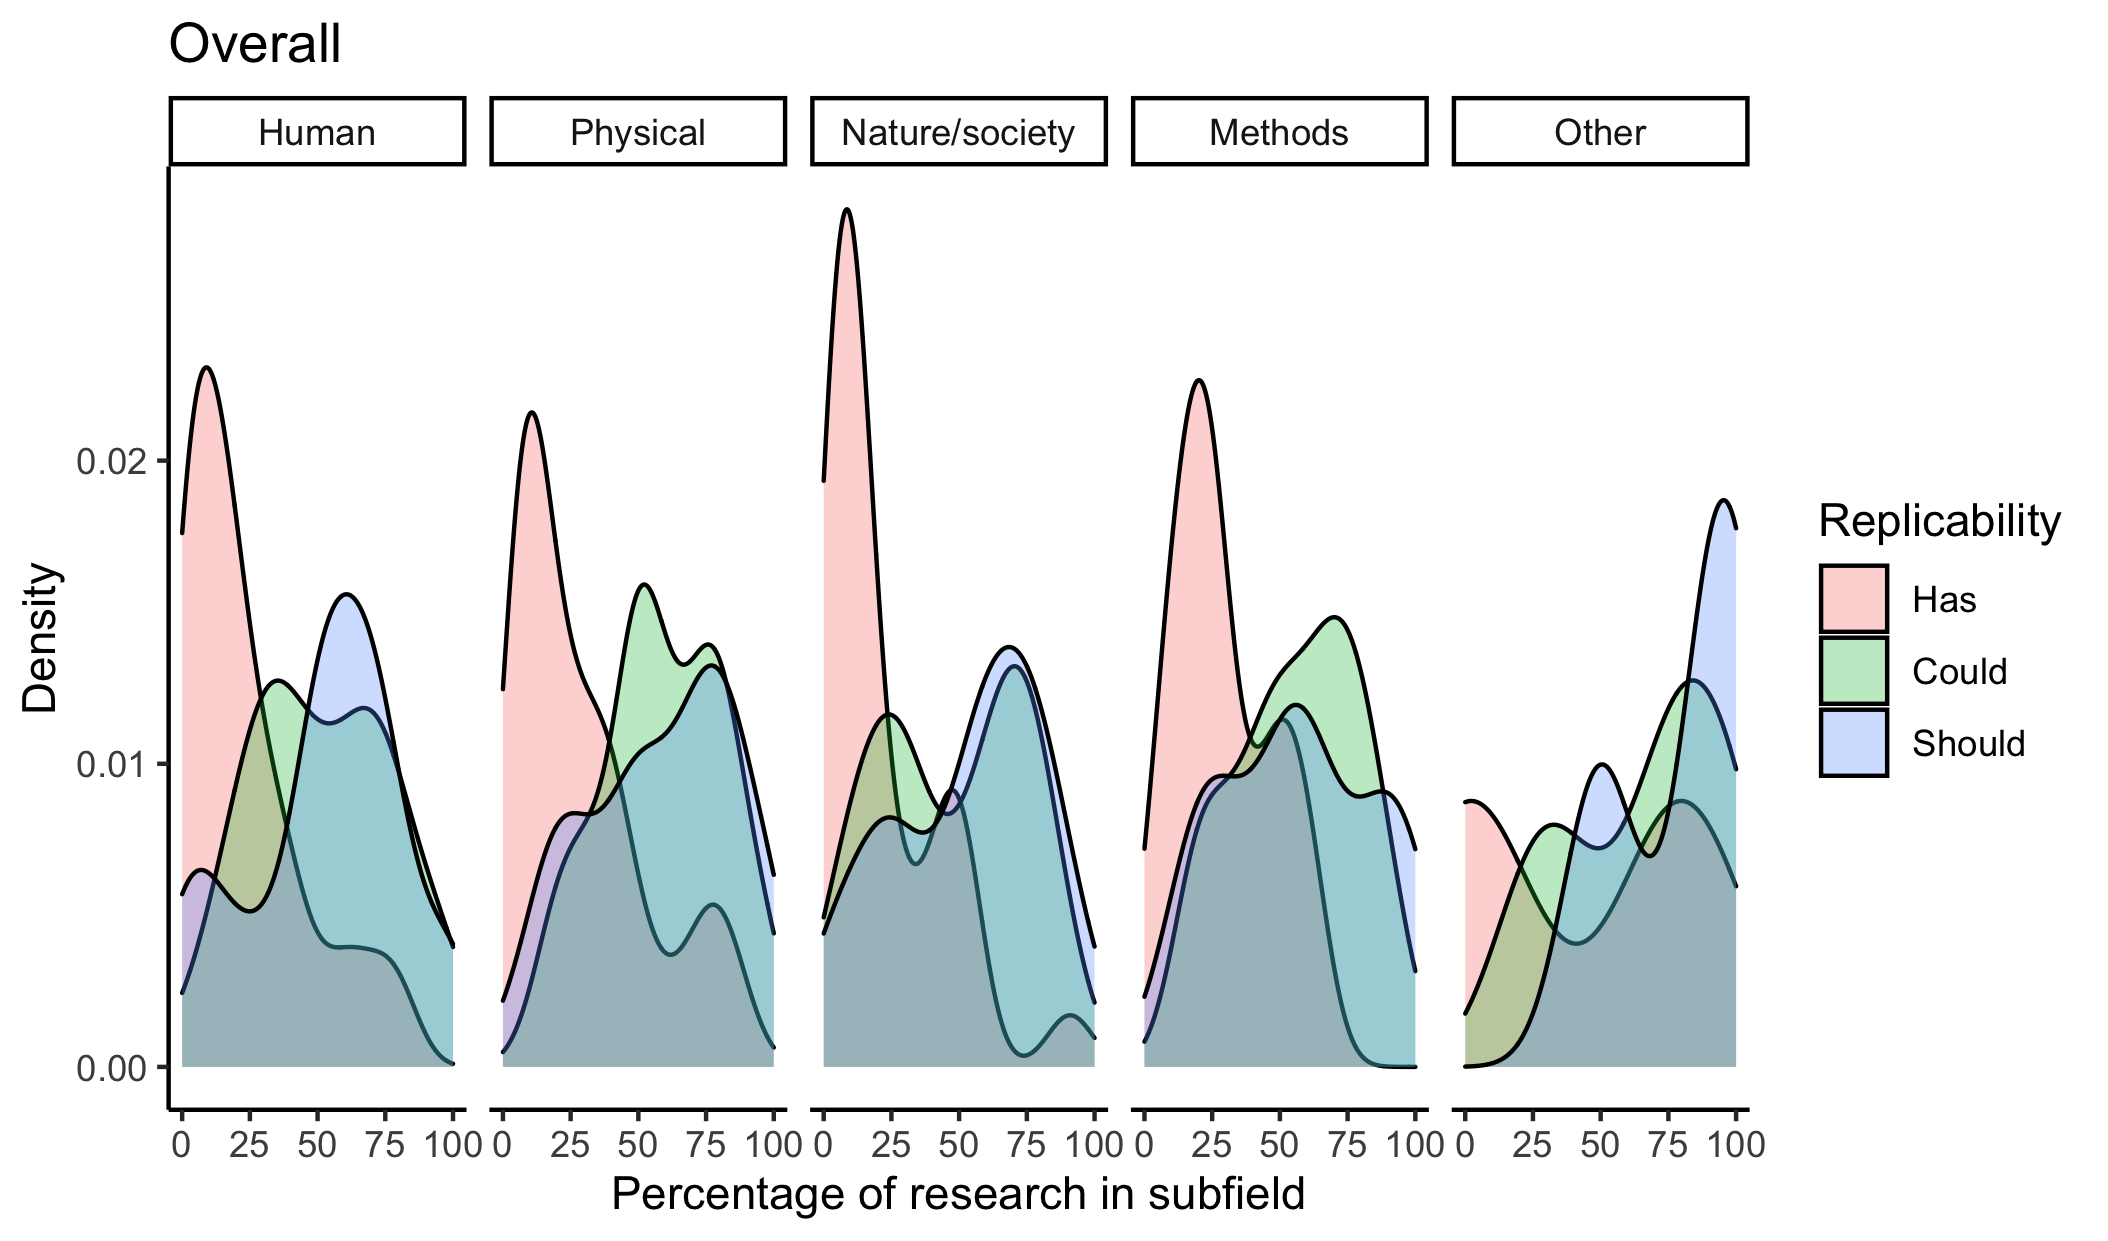 Overall
Human Physical Nature/society Methods Other
0.02
0.01
0.00
Density
0 25 50 75 100 0 25 50 75 100 0 25 50 75 100 0 25 50 75 100 0 25 50 75 100
Percentage of research in subfield
Replicability
Has
Could
Should